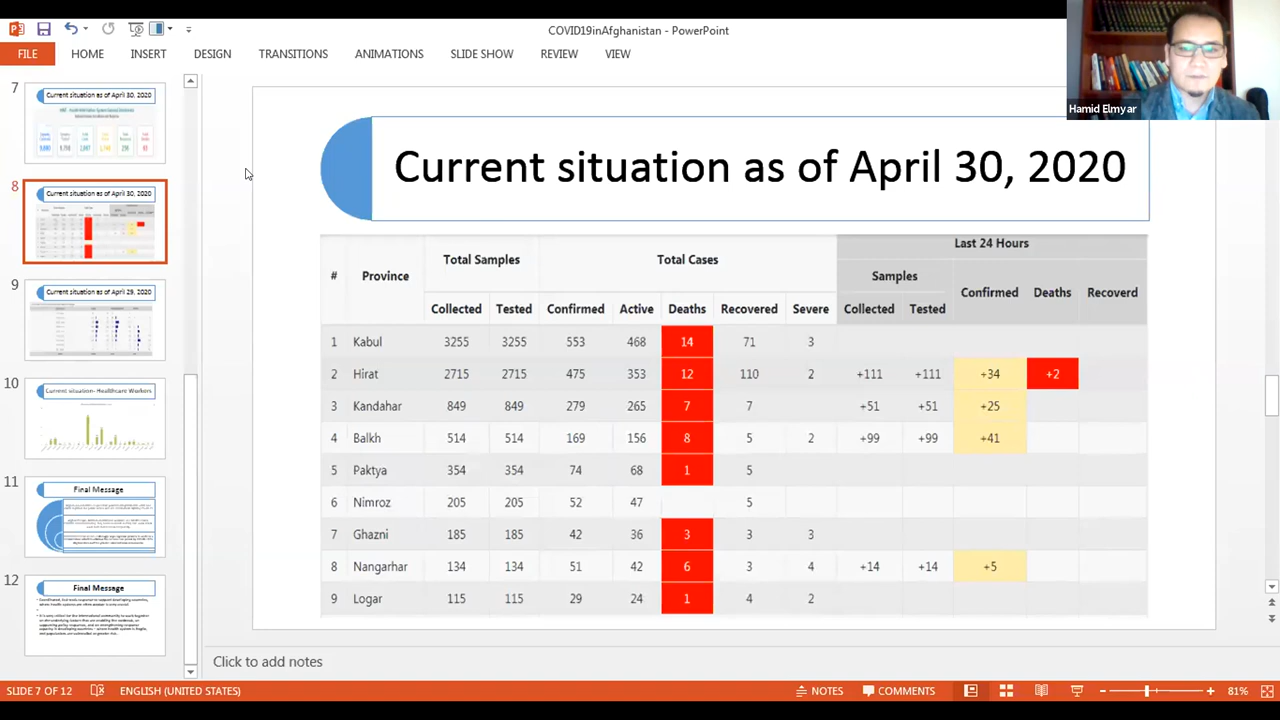 COVID19inAfghanistan - PowerPoint
FILE HOME INSERT DESIGN TRANSITIONS ANIMATIONS SLIDE SHOW REVIEW VIEW
Hamid Elmyar
7
Current situation as of April 30, 2020
8
Current situation as of April 30, 2020
9
Current situation as of April 29, 2020
10
Current situation- Healthcare Workers
11
Final Message
12
Final Message
Current situation as of April 30, 2020
Last 24 Hours
Total Samples Total Cases
# Province Samples
Confirmed Deaths Recoverd
Collected Tested Confirmed Active Deaths Recovered Severe Collected Tested
1 Kabul 3255 3255 553 468 14 71 3
2 Hirat 2715 2715 475 353 12 110 2 +111 +111 +34 +2
3 Kandahar 849 849 279 265 7 7 +51 +51 +25
4 Balkh 514 514 169 156 8 5 2 +99 +99 +41
5 Paktya 354 354 74 68 1 5
6 Nimroz 205 205 52 47 5
7 Ghazni 185 185 42 36 3 3
8 Nangarhar 134 134 51 42 6 3 4 +14 +14 +5
9 Logar 115 115 29 24 1 4
Click to add notes
SLIDE 7 OF 12 ENGLISH (UNITED STATES) NOTES COMMENTS 81%